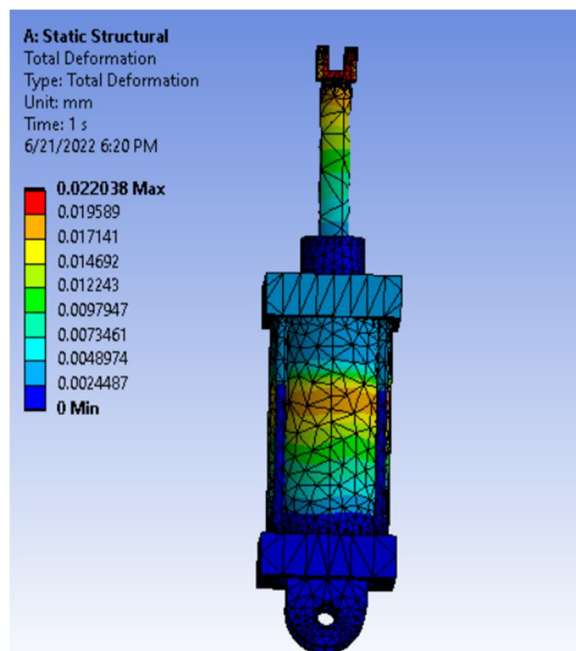 A: Static Structural
Total Deformation
Type: Total Deformation
Unit: mm
Time: 1 s
6/21/2022 6:20 PM
0.022038 Max
0.019589
0.017141
0.014692
0.012243
0.0097947
0.0073461
0.0048974
0.0024487
0 Min